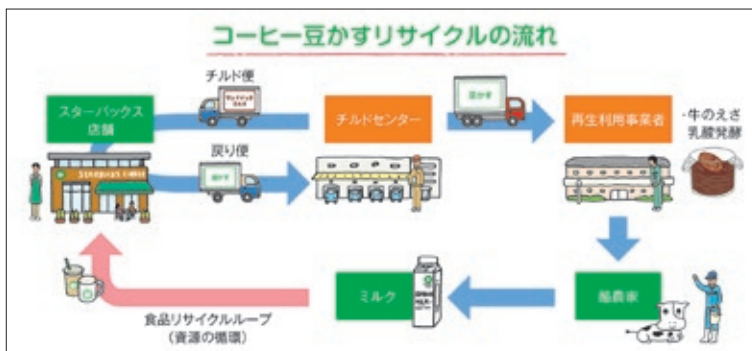 コーヒー豆かすリサイクルの流れ
チルド便
スターバックス
店舗
チルドセンター
豆かす
再生利用事業者
・牛のえさ
乳酸発酵
戻り便
ミルク
酪農家
食品リサイクルループ
(資源の循環)